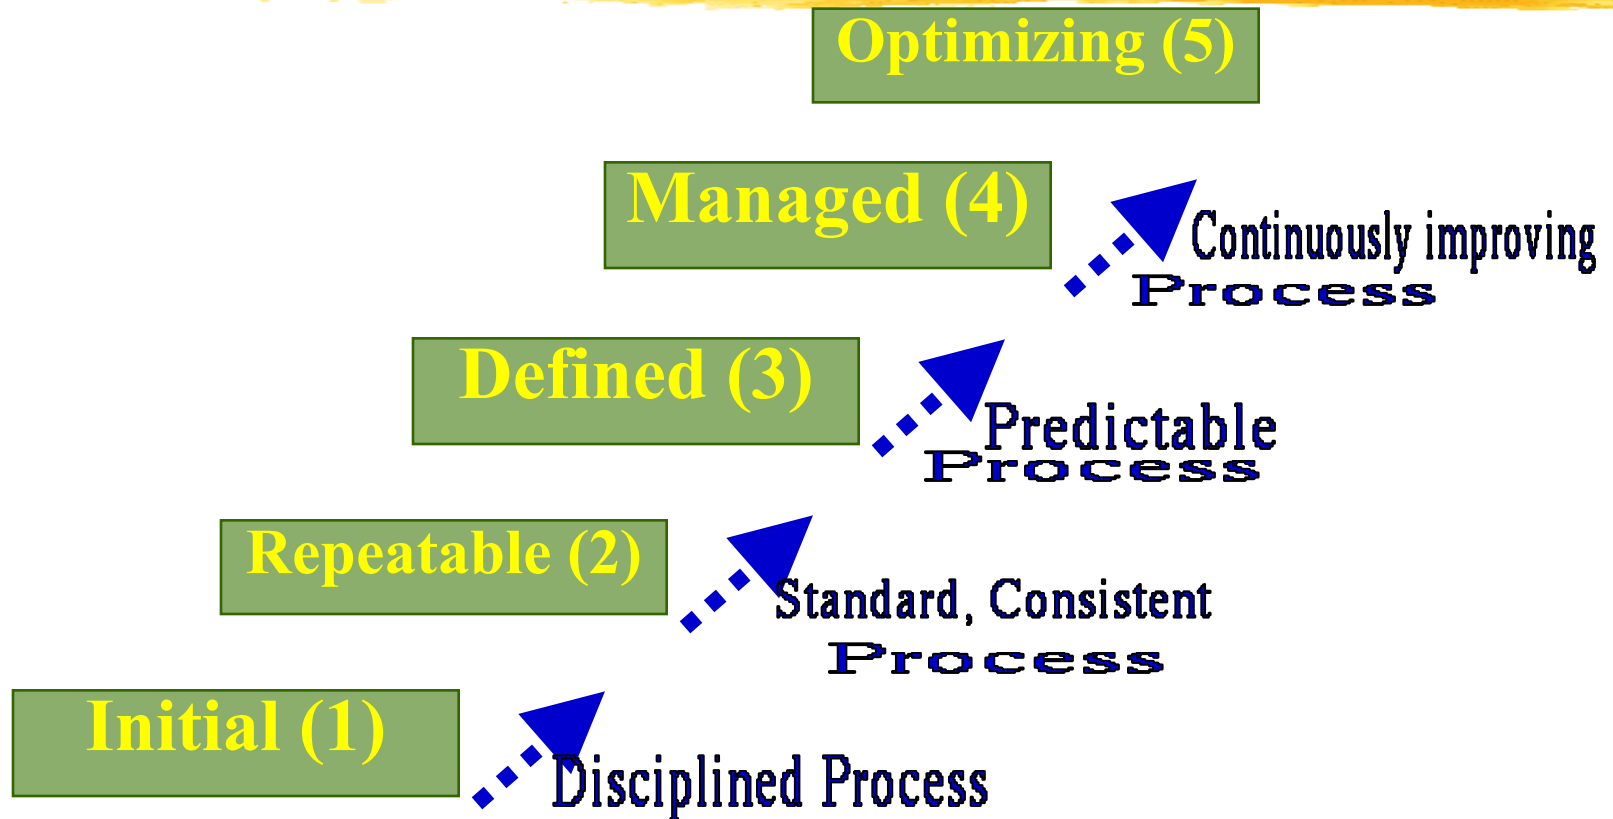 Optimizing (5)
Managed (4)
Continuously improving
Process
Defined (3)
Predictable
Process
Repeatable (2)
Standard, Consistent
Process
Initial (1)
Disciplined Process